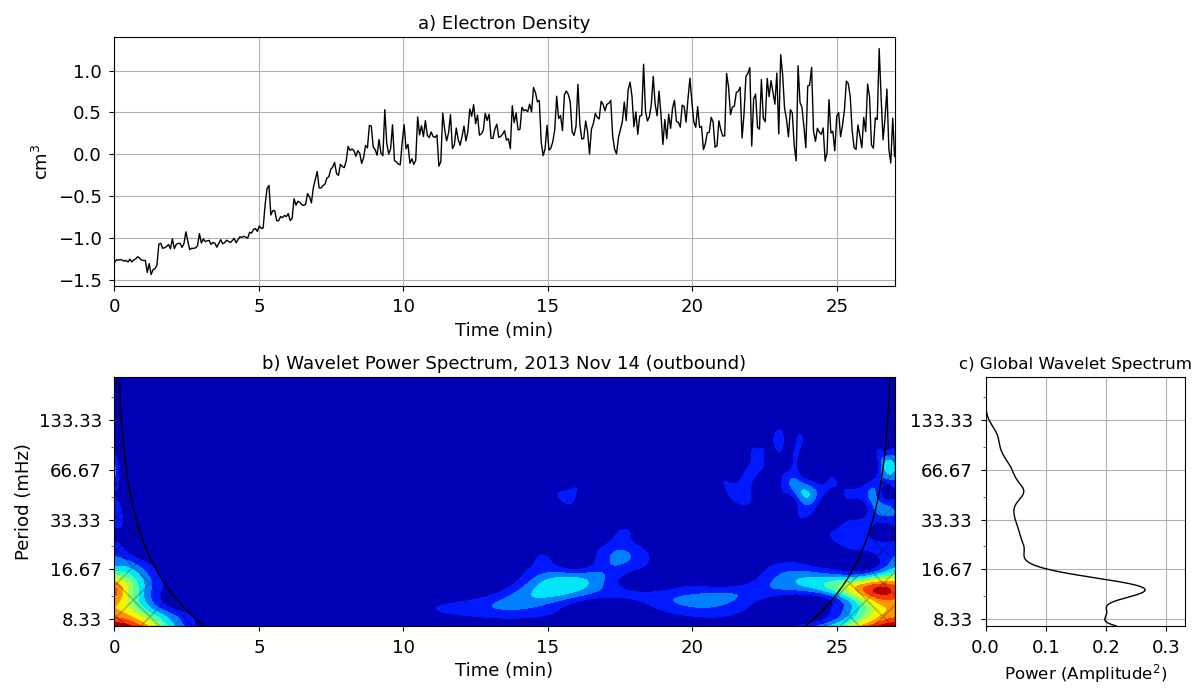 a) Electron Density
1.0
0.5
0.0
−0.5
−1.0
−1.5
cm³
0 5 10 15 20 25
Time (min)
b) Wavelet Power Spectrum, 2013 Nov 14 (outbound)
c) Global Wavelet Spectrum
133.33
66.67
33.33
16.67
8.33
Period (mHz)
0 5 10 15 20 25
Time (min)
133.33
66.67
33.33
16.67
8.33
0.0 0.1 0.2 0.3
Power (Amplitude²)